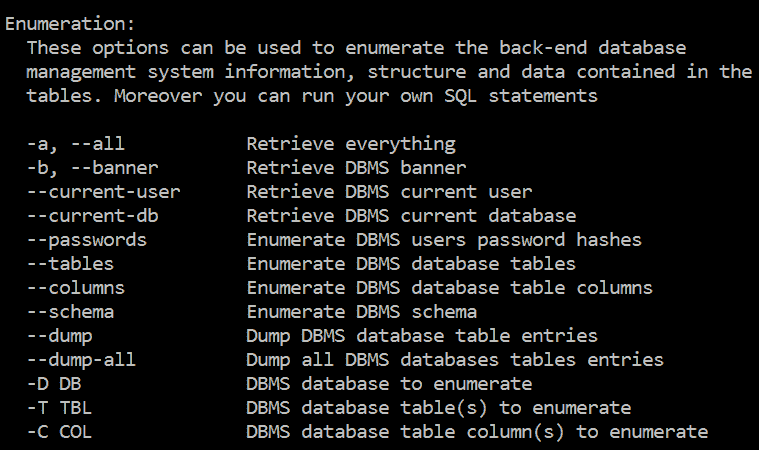 Enumeration:
These options can be used to enumerate the back-end database
management system information, structure and data contained in the
tables. Moreover you can run your own SQL statements
-a, --all Retrieve everything
-b, --banner Retrieve DBMS banner
--current-user Retrieve DBMS current user
--current-db Retrieve DBMS current database
--passwords Enumerate DBMS users password hashes
--tables Enumerate DBMS database tables
--columns Enumerate DBMS database table columns
--schema Enumerate DBMS schema
--dump Dump DBMS database table entries
--dump-all Dump all DBMS databases tables entries
-D DB DBMS database to enumerate
-T TBL DBMS database table(s) to enumerate
-C COL DBMS database table column(s) to enumerate